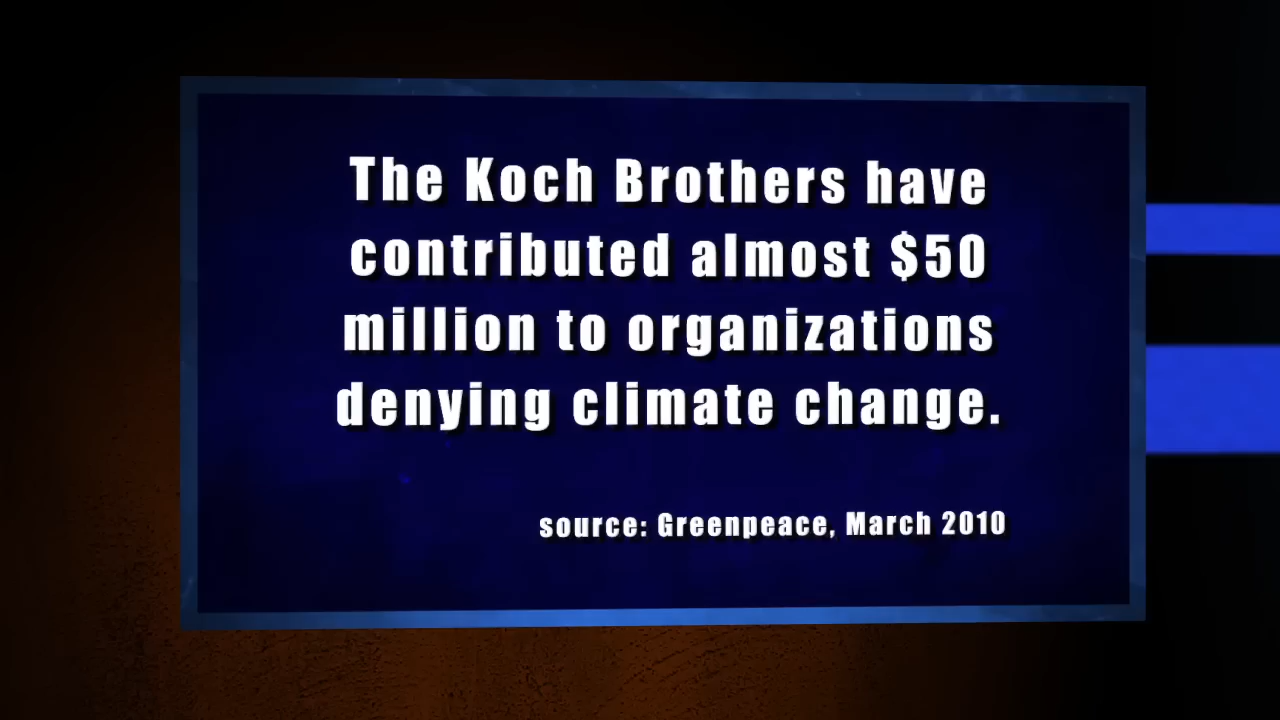 The Koch Brothers have
contributed almost $50
million to organizations
denying climate change.
source: Greenpeace, March 2010